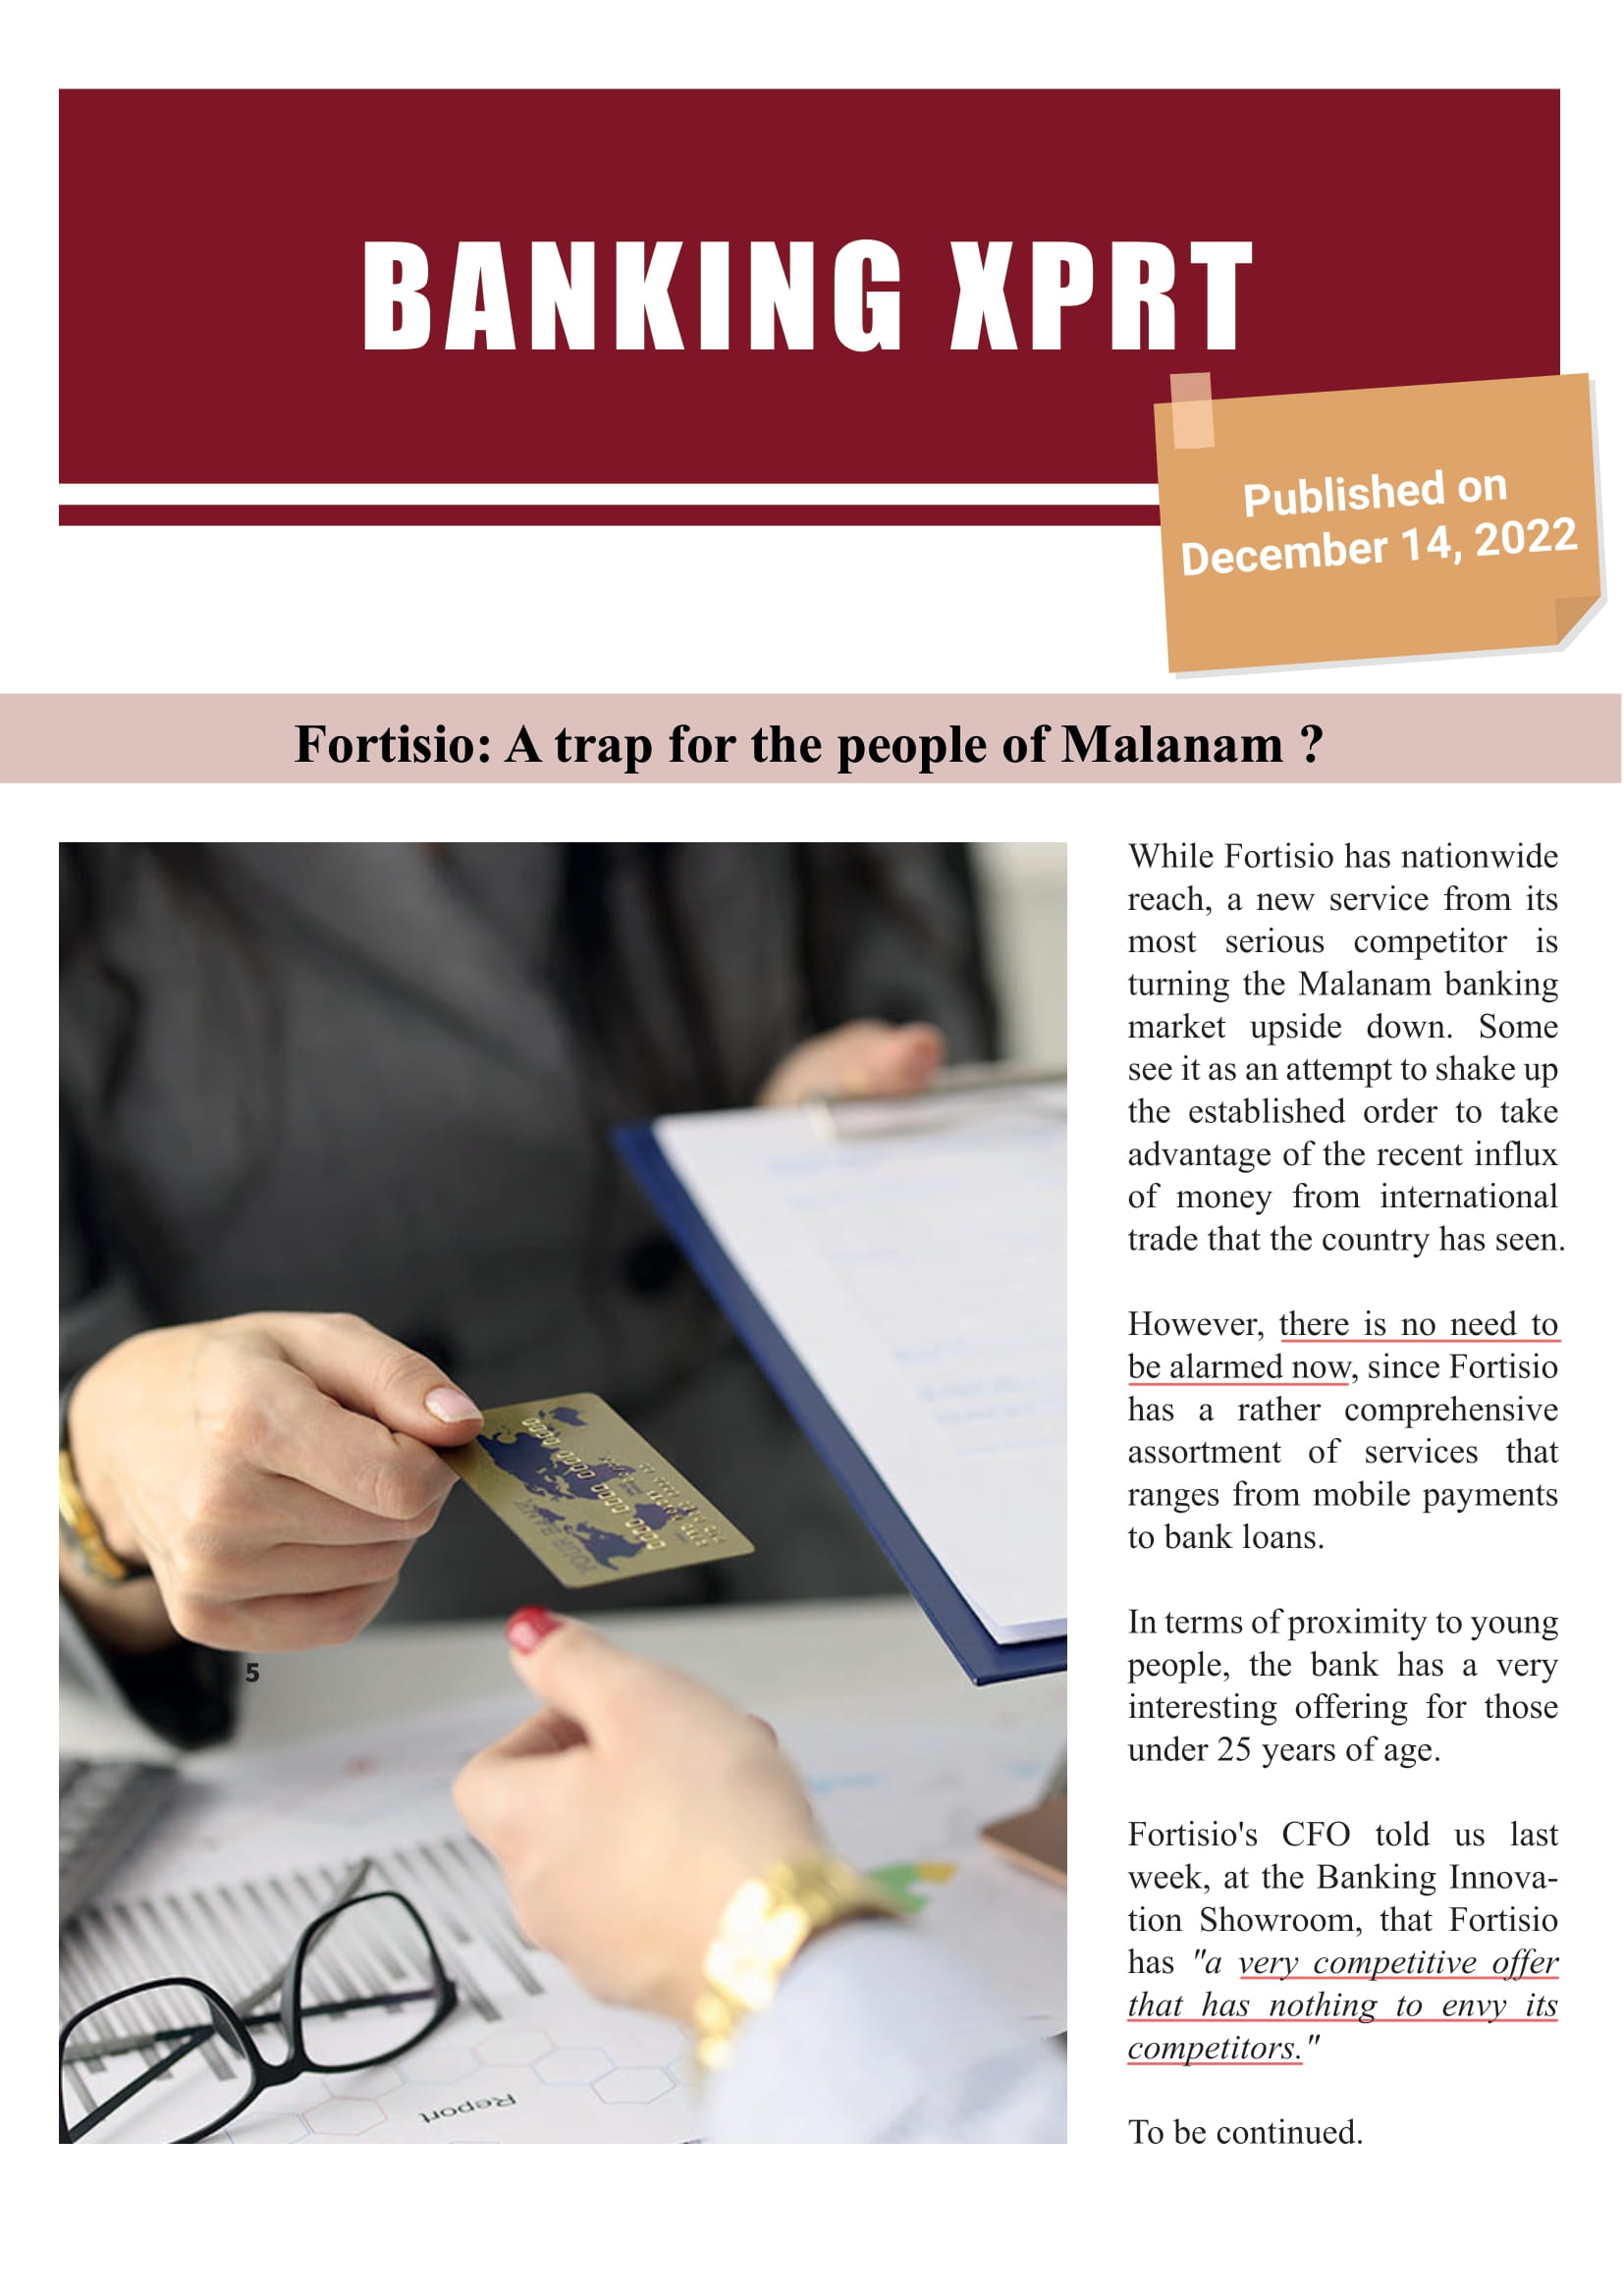 BANKING XPRT
Published on
December 14, 2022
Fortisio: A trap for the people of Malanam ?
While Fortisio has nationwide
reach, a new service from its
most serious competitor is
turning the Malanam banking
market upside down. Some
see it as an attempt to shake up
the established order to take
advantage of the recent influx
of money from international
trade that the country has seen.
However, there is no need to
be alarmed now, since Fortisio
has a rather comprehensive
assortment of services that
ranges from mobile payments
to bank loans.
In terms of proximity to young
people, the bank has a very
interesting offering for those
under 25 years of age.
Fortisio's CFO told us last
week, at the Banking Innova-
tion Showroom, that Fortisio
has "a very competitive offer
that has nothing to envy its
competitors."
To be continued.
5
0000 0000 0000 0000
Report